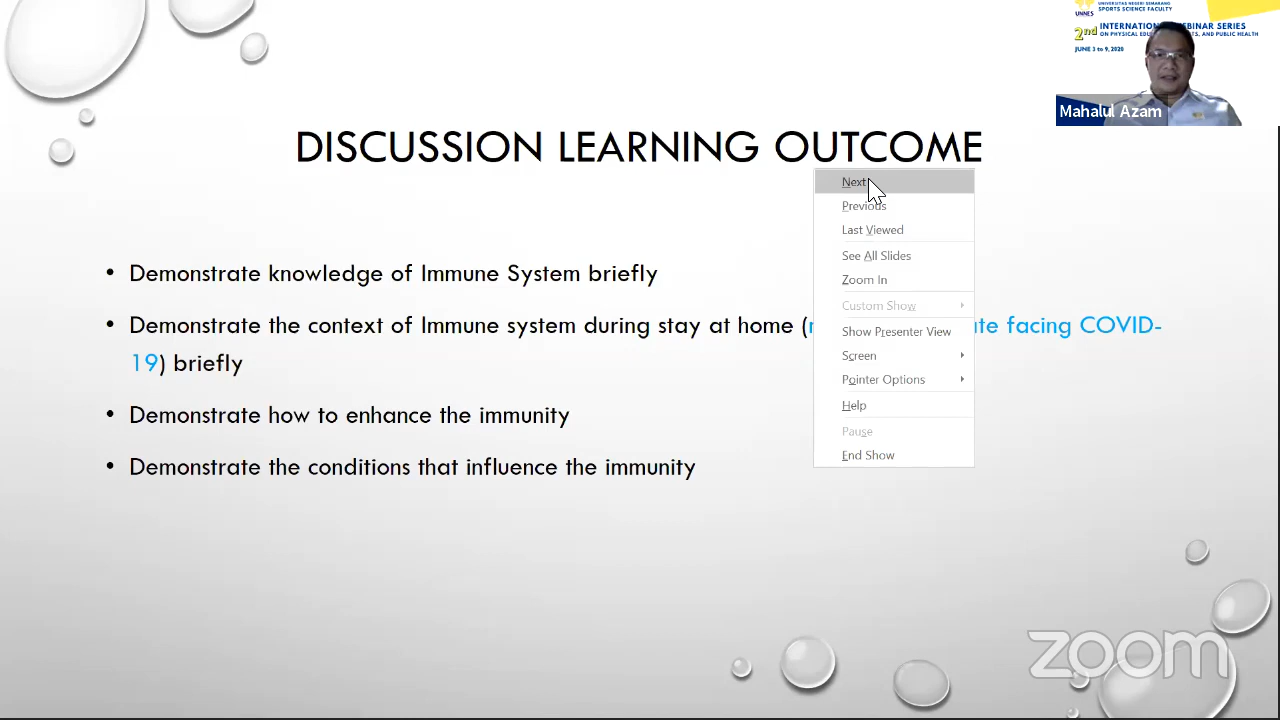 UNIVERSITAS NEGERI SEMARANG
SPORTS SCIENCE FACULTY
UNNES
2nd INTERNATIONAL WEBINAR SERIES
ON PHYSICAL AND PUBLIC HEALTH
JUNE 3 to 9, 2020
Mahalul Azam
DISCUSSION LEARNING OUTCOME
Next
Previous
Last Viewed
See All Slides
Zoom In
Custom Show
Show Presenter View
Screen
Pointer Options
Help
Pause
End Show
• Demonstrate knowledge of Immune System briefly
• Demonstrate the context of Immune system during stay at home ( facing COVID-
19) briefly
• Demonstrate how to enhance the immunity
• Demonstrate the conditions that influence the immunity
zoom